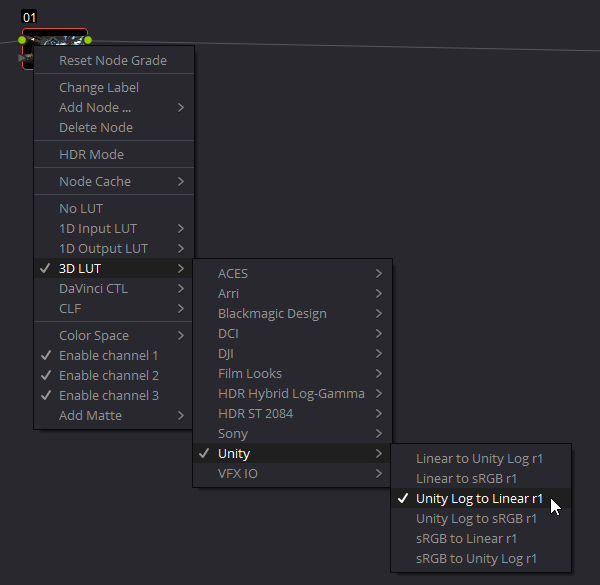 01
Reset Node Grade
Change Label
Add Node ...
Delete Node
HDR Mode
Node Cache
No LUT
1D Input LUT
1D Output LUT
3D LUT
DaVinci CTL
CLF
Color Space
Enable channel 1
Enable channel 2
Enable channel 3
Add Matte
ACES
Arri
Blackmagic Design
DCI
DJI
Film Looks
HDR Hybrid Log-Gamma
HDR ST 2084
Sony
Unity
VFX IO
Linear to Unity Log r1
Linear to sRGB r1
Unity Log to Linear r1
Unity Log to sRGB r1
sRGB to Linear r1
sRGB to Unity Log r1